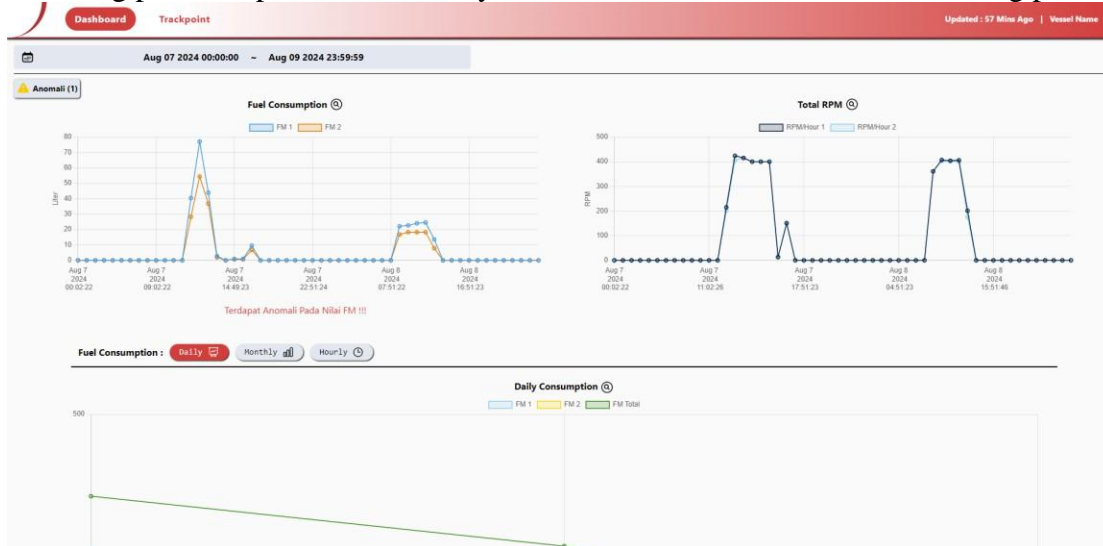 Dashboard
Trackpoint
Updated : 57 Mins Ago | Vessel Name
Aug 07 2024 00:00:00 ~ Aug 09 2024 23:59:59
Anomali (1)
Fuel Consumption
FM 1 FM 2
80
70
60
50
40
30
20
10
0
Liter
Aug 7 2024 00:02:22
Aug 7 2024 09:02:22
Aug 7 2024 14:49:23
Aug 7 2024 22:51:24
Aug 8 2024 07:51:22
Aug 8 2024 16:51:23
Terdapat Anomali Pada Nilai FM !!!
Total RPM
RPM/Hour 1 RPM/Hour 2
500
400
300
200
100
0
RPM
Aug 7 2024 00:02:22
Aug 7 2024 11:02:26
Aug 7 2024 17:51:23
Aug 8 2024 04:51:23
Aug 8 2024 15:51:46
Fuel Consumption : Daily Monthly Hourly
Daily Consumption
FM 1 FM 2 FM Total
500